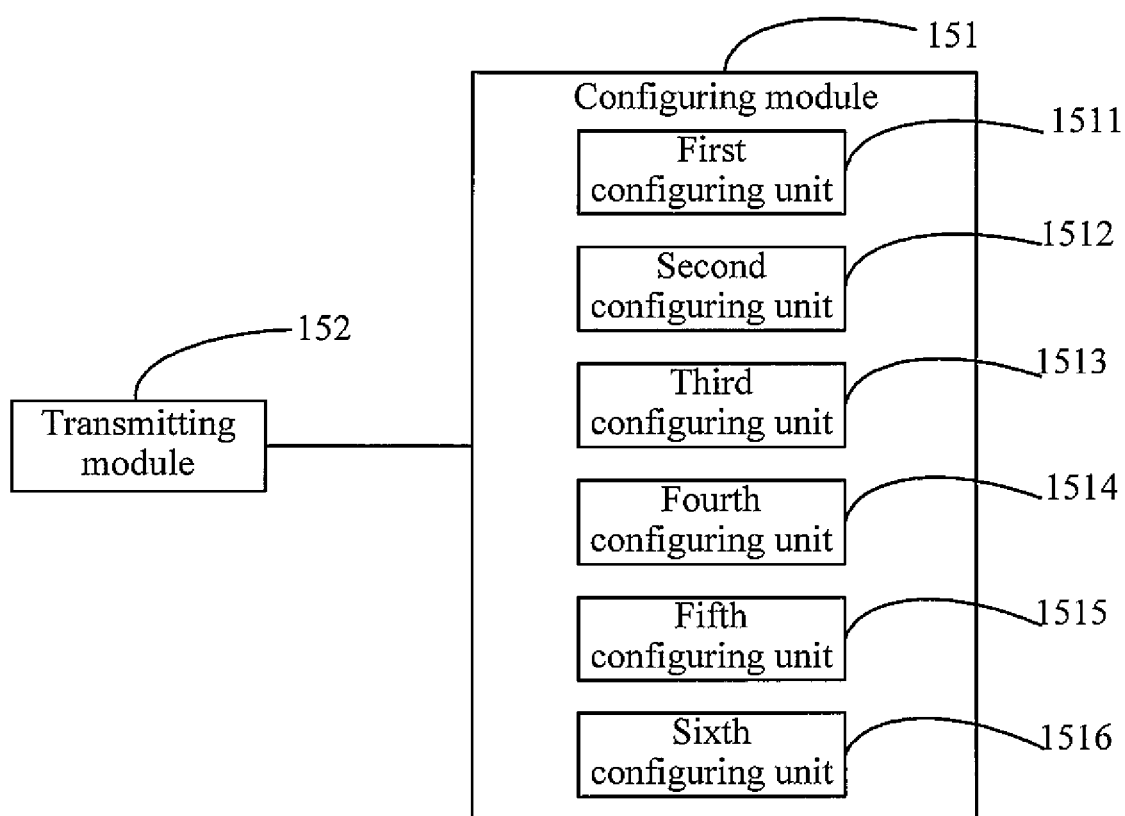 151
Configuring module
First
configuring unit
1511
Second
configuring unit
1512
Third
configuring unit
1513
Fourth
configuring unit
1514
Fifth
configuring unit
1515
Sixth
configuring unit
1516
152
Transmitting
module